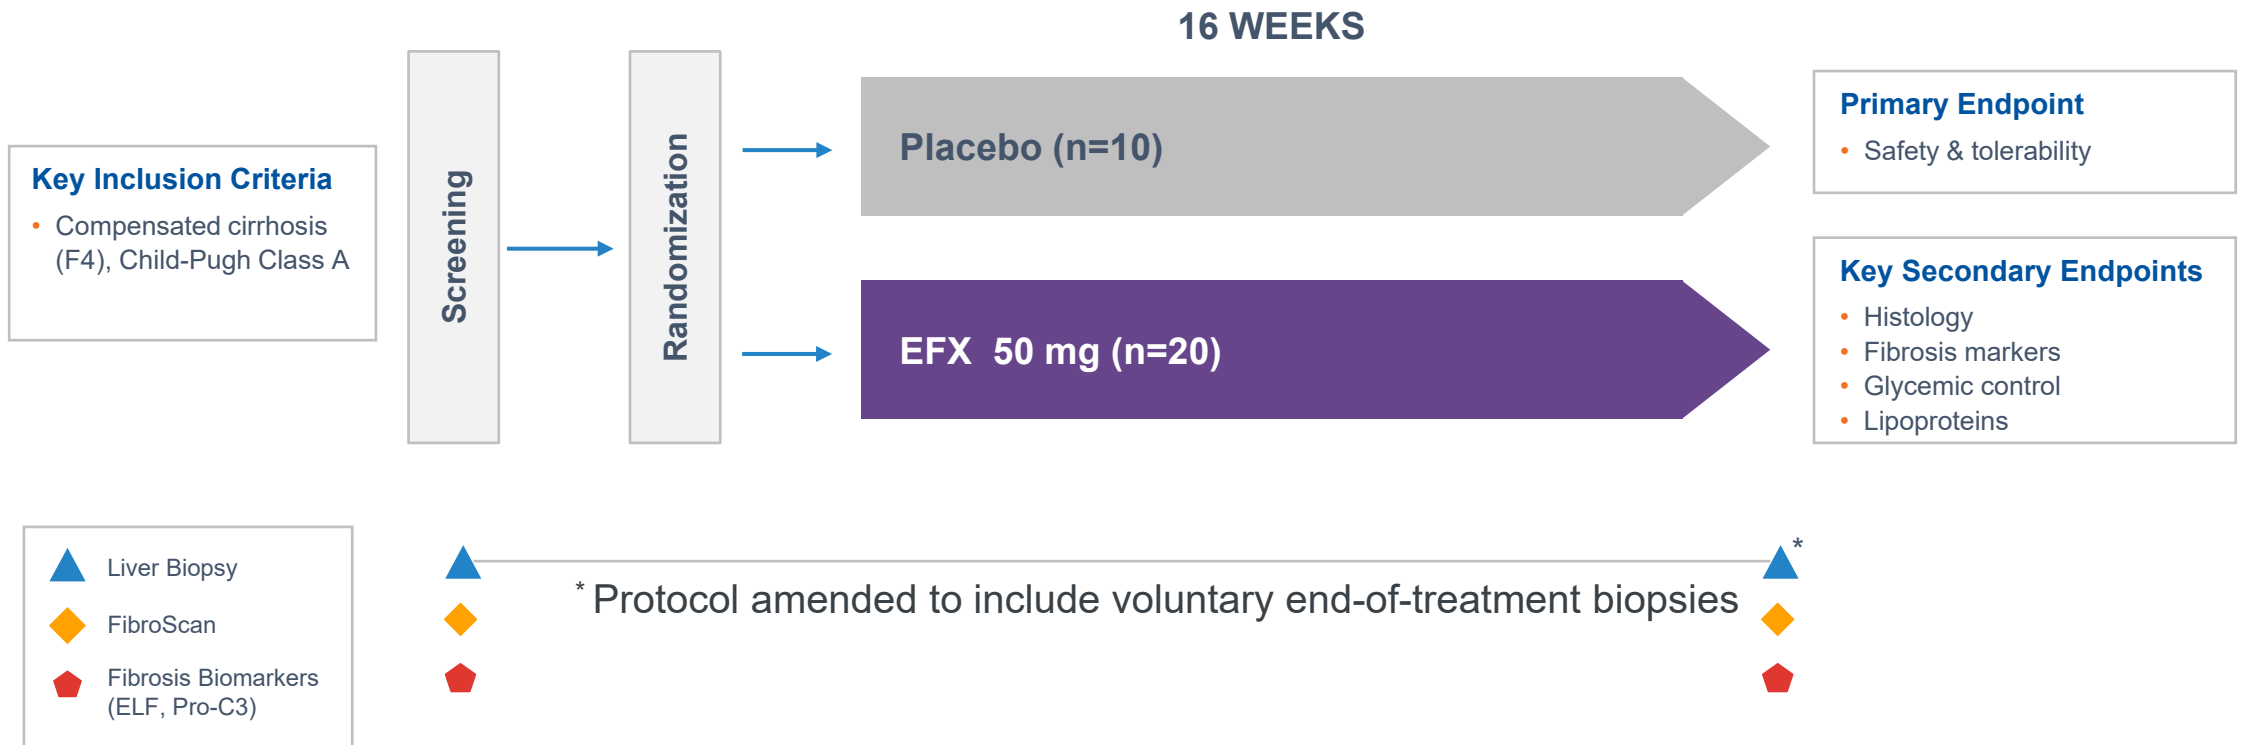 16 WEEKS
Key Inclusion Criteria
• Compensated cirrhosis
(F4), Child-Pugh Class A
Screening
Randomization
Placebo (n=10)
EFX 50 mg (n=20)
Primary Endpoint
• Safety & tolerability
Key Secondary Endpoints
• Histology
• Fibrosis markers
• Glycemic control
• Lipoproteins
Liver Biopsy
FibroScan
Fibrosis Biomarkers
(ELF, Pro-C3)
*
* Protocol amended to include voluntary end-of-treatment biopsies